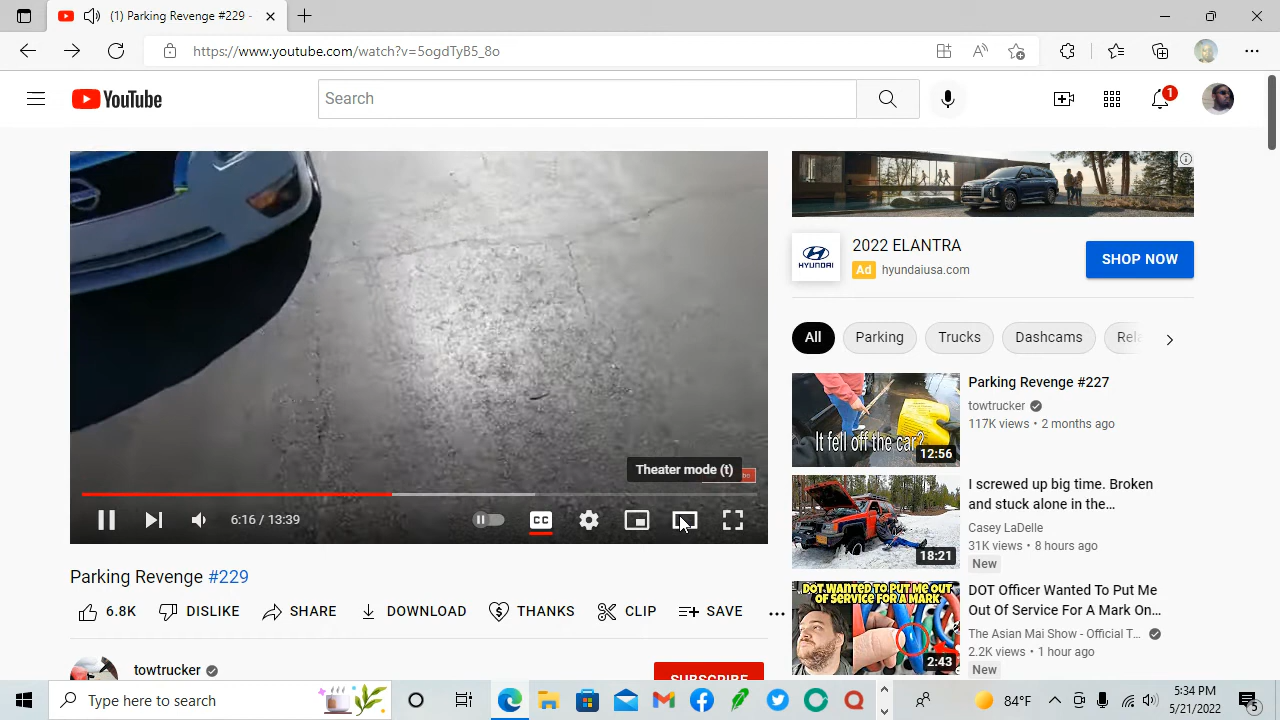 (1) Parking Revenge #229 -
https://www.youtube.com/watch?v=5ogdTyB5_8o
YouTube
Search
1
2022 ELANTRA
HYUNDAI
Ad hyundaiusa.com
SHOP NOW
All
Parking
Trucks
Dashcams
Theater mode (t)
6:16 / 13:39
CC
Parking Revenge #229
6.8K
DISLIKE
SHARE
DOWNLOAD
THANKS
CLIP
SAVE
towtrucker
SUBSCRIBE
It fell off the car?
12:56
Parking Revenge #227
towtrucker
117K views • 2 months ago
18:21
I screwed up big time. Broken
and stuck alone in the...
Casey LaDelle
31K views • 8 hours ago
New
DOT WANTED TO PUT ME OUT
OF SERVICE FOR A MARK
2:43
DOT Officer Wanted To Put Me
Out Of Service For A Mark On...
The Asian Mai Show - Official T...
2.2K views • 1 hour ago
New
Type here to search
84°F
5:34 PM
5/21/2022
5